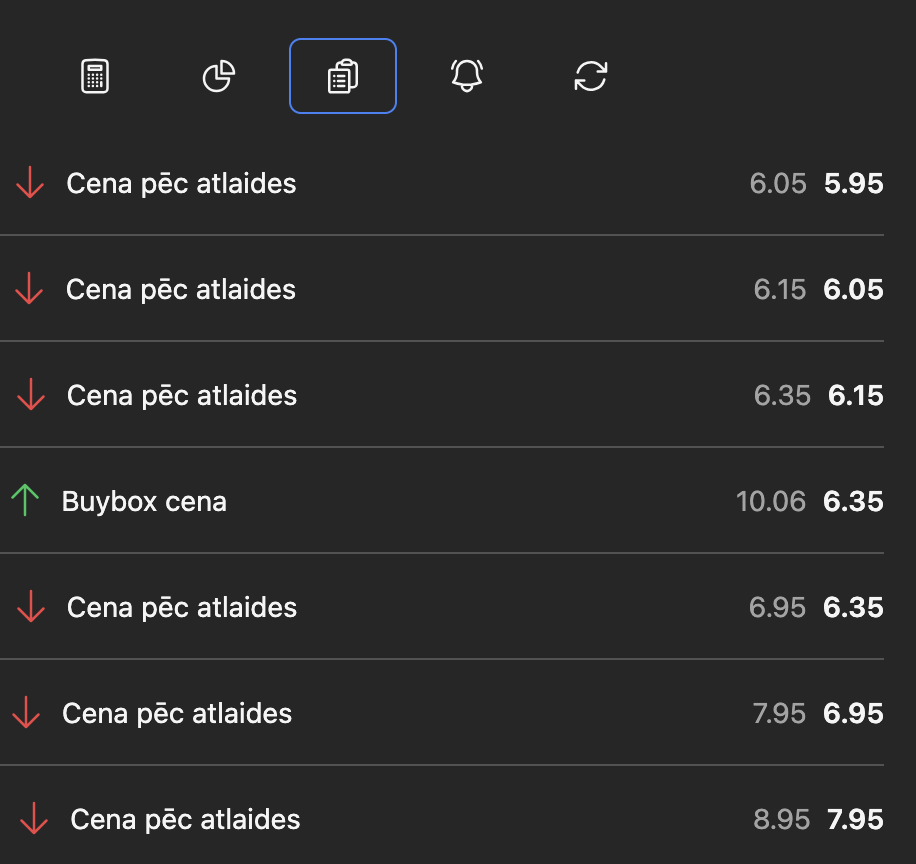 Cena pēc atlaides 6.05 5.95
Cena pēc atlaides 6.15 6.05
Cena pēc atlaides 6.35 6.15
Buybox cena 10.06 6.35
Cena pēc atlaides 6.95 6.35
Cena pēc atlaides 7.95 6.95
Cena pēc atlaides 8.95 7.95